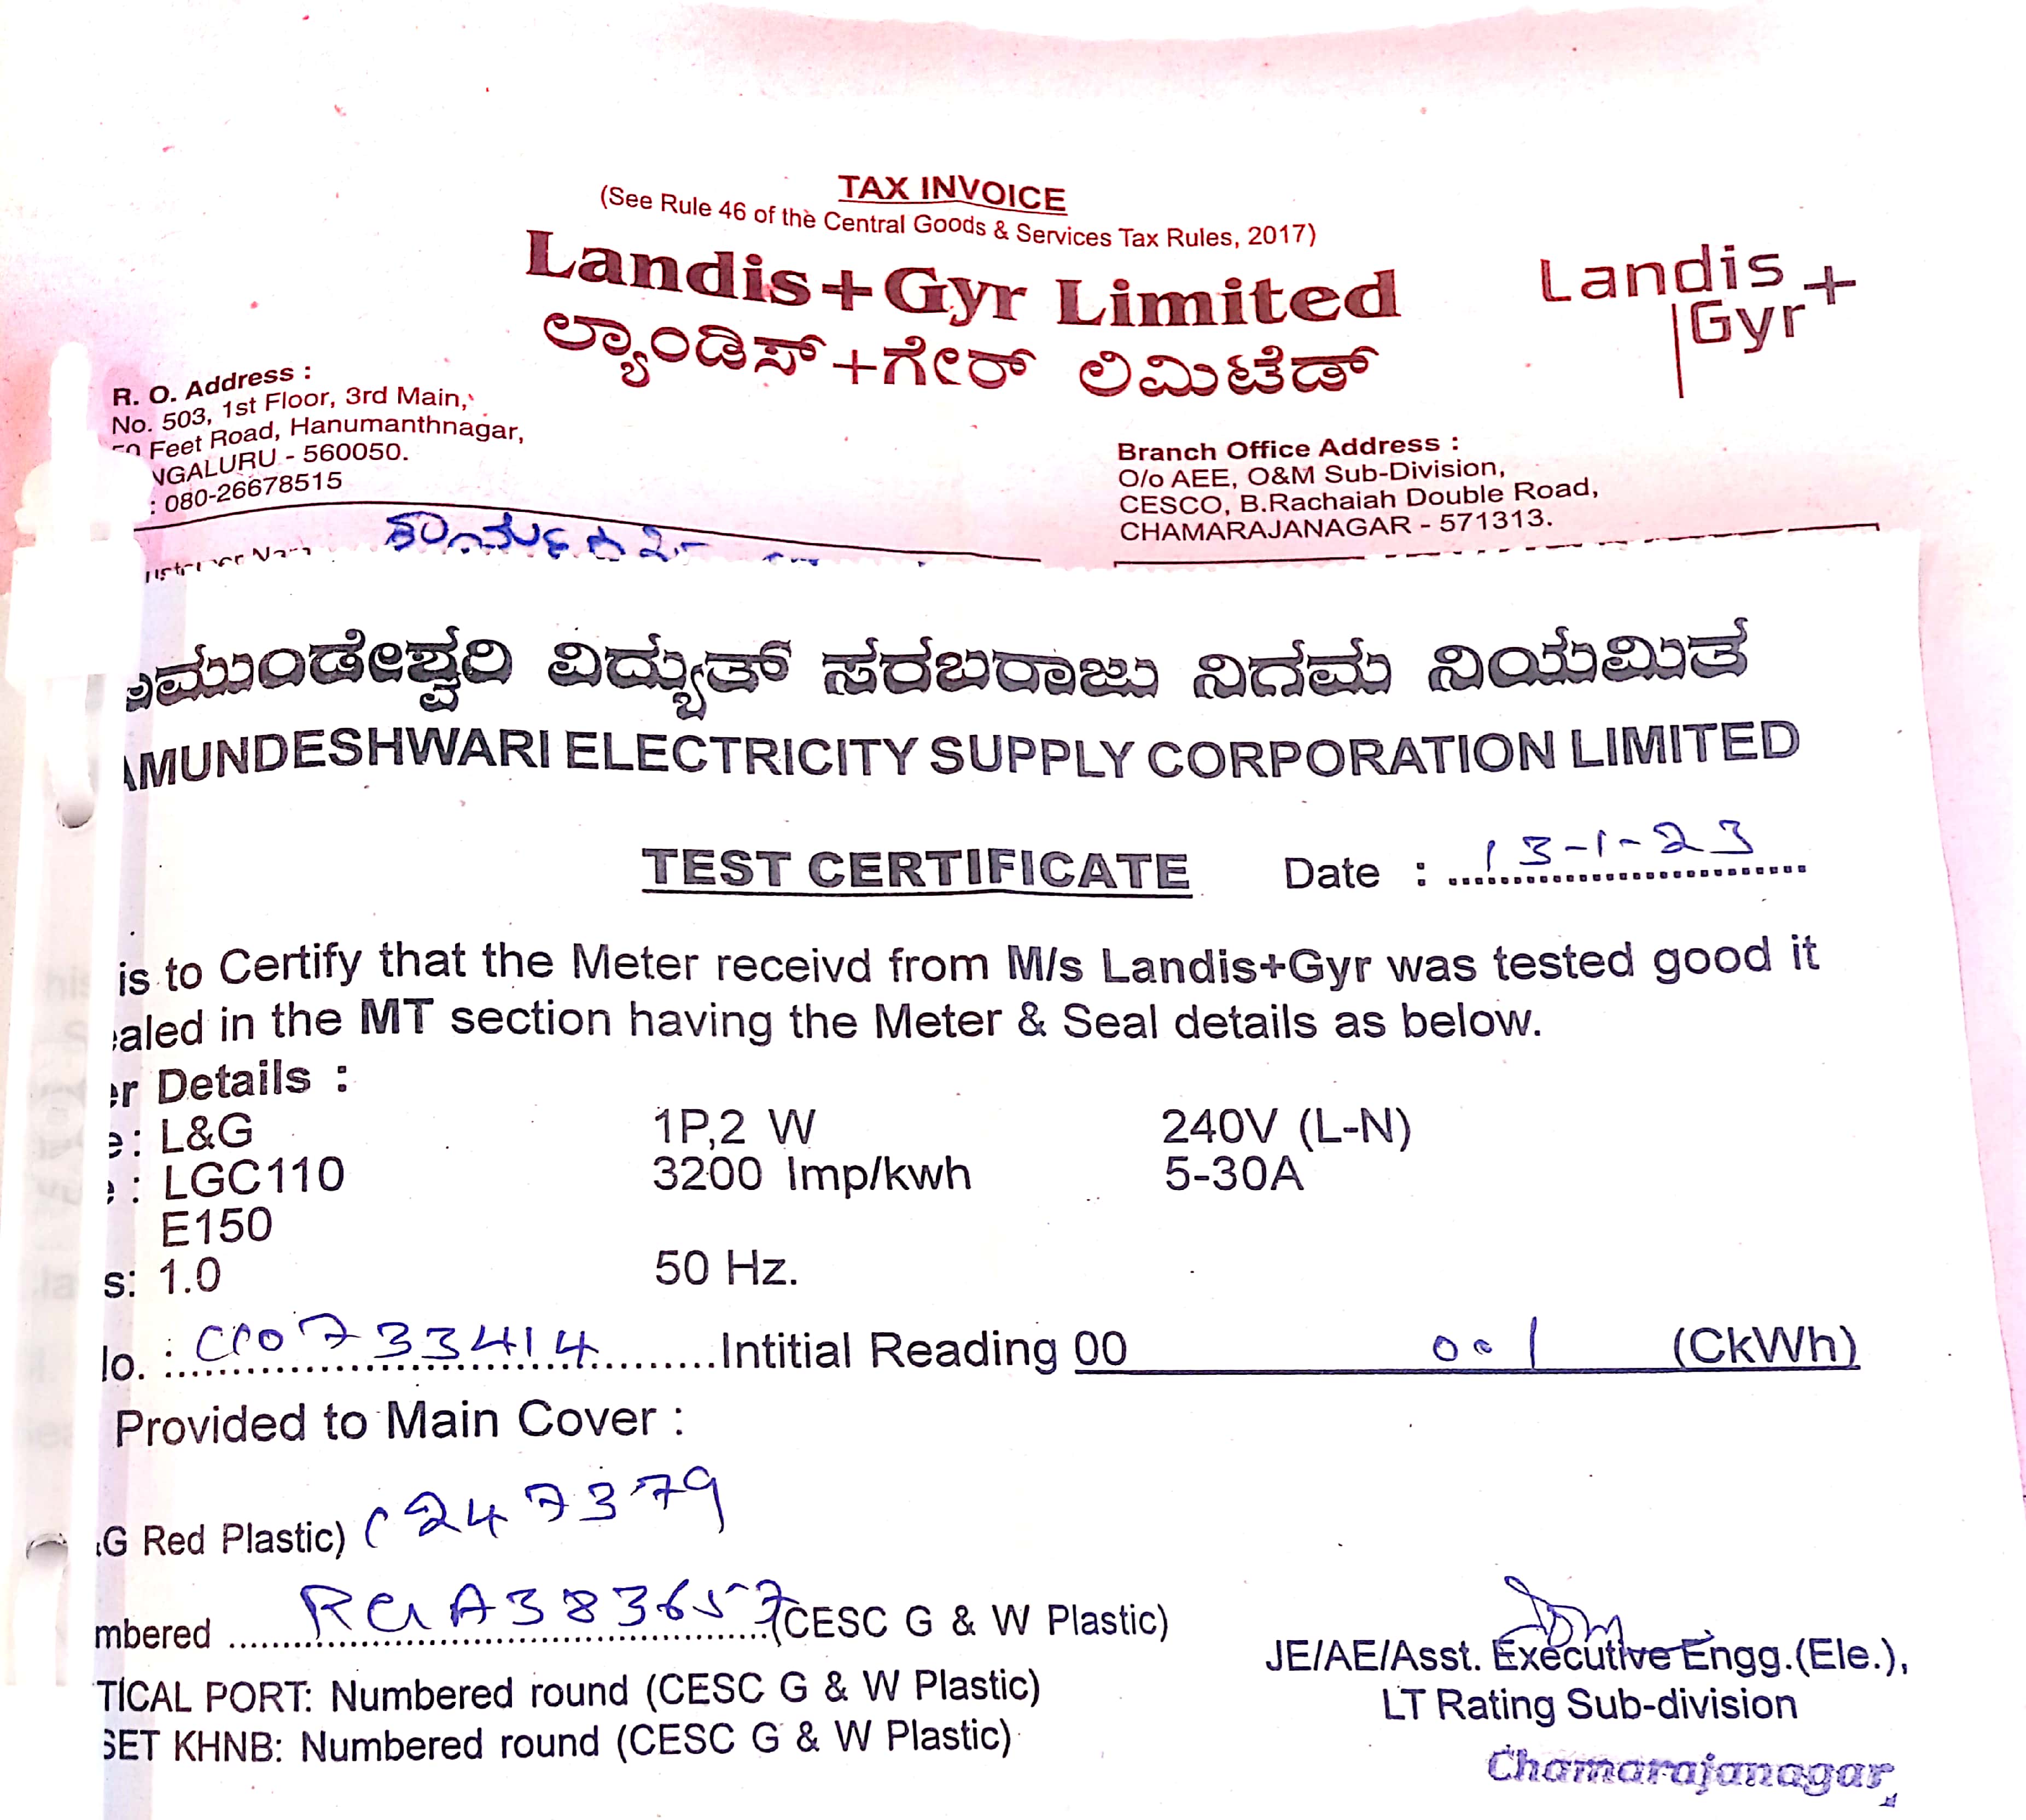 TAX INVOICE
(See Rule 46 of the Central Goods & Services Tax Rules, 2017)
Landis+Gyr Limited
ಲ್ಯಾಂಡಿಸ್+ಗೇರ್ ಲಿಮಿಟೆಡ್
Landis
Gyr+
R. O. Address :
No. 503, 1st Floor, 3rd Main,
Feet Road, Hanumanthnagar,
NGALURU - 560050.
: 080-26678515
Branch Office Address :
O/o AEE, O&M Sub-Division,
CESCO, B.Rachaiah Double Road,
CHAMARAJANAGAR - 571313.
ಾಮುಂಡೇಶ್ವರಿ ವಿದ್ಯುತ್ ಸರಬರಾಜು ನಿಗಮ ನಿಯಮಿತ
AMUNDESHWARI ELECTRICITY SUPPLY CORPORATION LIMITED
TEST CERTIFICATE Date : 13-1-23
is to Certify that the Meter receivd from M/s Landis+Gyr was tested good it
ealed in the MT section having the Meter & Seal details as below.
er Details :
e: L&G 1P,2 W 240V (L-N)
e : LGC110 3200 Imp/kwh 5-30A
E150
s: 1.0 50 Hz.
lo. : CC0733414 Intitial Reading 00 001 (CkWh)
Provided to Main Cover :
&G Red Plastic) C247379
mbered RCUA383657 (CESC G & W Plastic)
TICAL PORT: Numbered round (CESC G & W Plastic)
SET KHNB: Numbered round (CESC G & W Plastic)
JE/AE/Asst. Executive Engg.(Ele.),
LT Rating Sub-division
Chamarajanagar